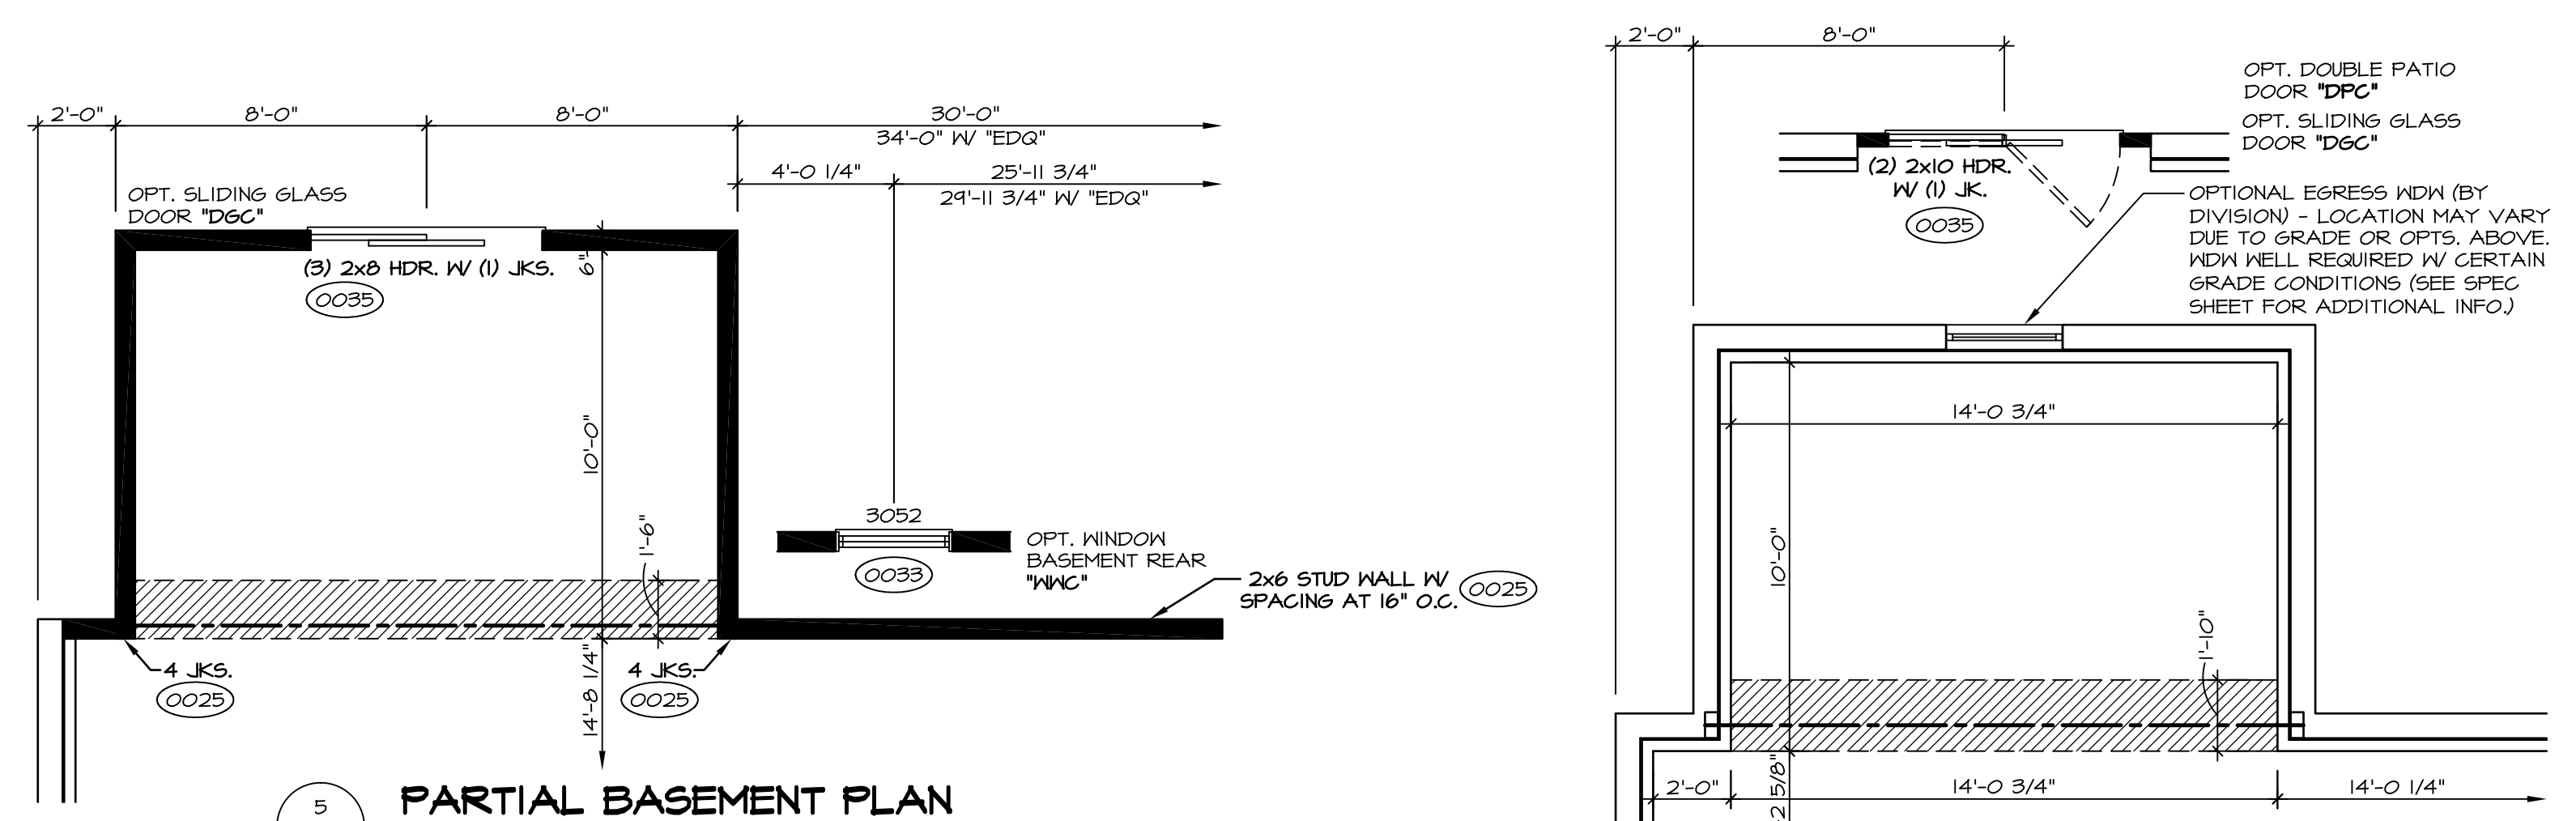 2'-0"
8'-0"
8'-0"
30'-0"
34'-0" W/ "EDQ"
4'-0 1/4"
25'-11 3/4"
29'-11 3/4" W/ "EDQ"
OPT. SLIDING GLASS
DOOR "DGC"
(3) 2x8 HDR. W/ (1) JKS.
0035
6"
10'-0"
1'-6"
3052
0033
OPT. WINDOW
BASEMENT REAR
"WWC"
2x6 STUD WALL W/
SPACING AT 16" O.C.
0025
4 JKS.
0025
4 JKS.
0025
14'-8 1/4"
5
PARTIAL BASEMENT PLAN
2'-0"
8'-0"
OPT. DOUBLE PATIO
DOOR "DPC"
OPT. SLIDING GLASS
DOOR "DGC"
(2) 2x10 HDR.
W/ (1) JK.
0035
OPTIONAL EGRESS WDW (BY
DIVISION) - LOCATION MAY VARY
DUE TO GRADE OR OPTS. ABOVE.
WDW WELL REQUIRED W/ CERTAIN
GRADE CONDITIONS (SEE SPEC
SHEET FOR ADDITIONAL INFO.)
14'-0 3/4"
10'-0"
1'-10"
2'-0"
2 5/8"
14'-0 3/4"
14'-0 1/4"